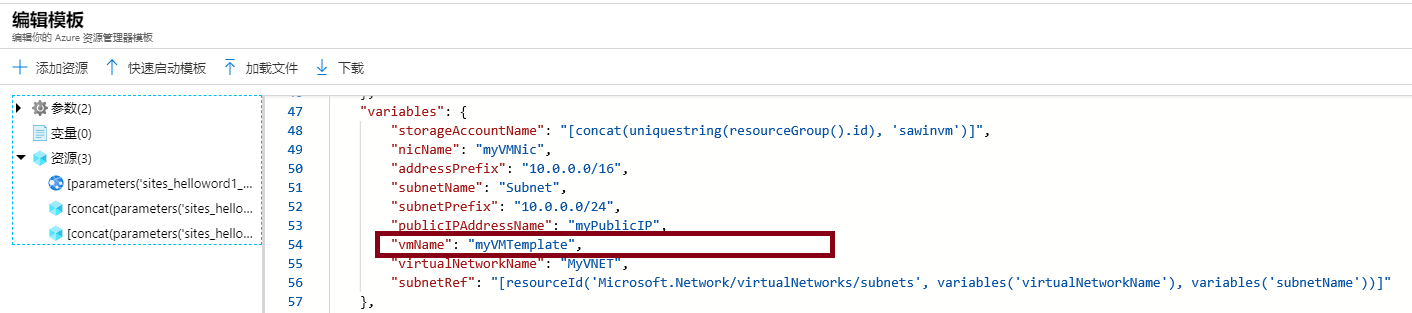 编辑模板
编辑你的 Azure 资源管理器模板
添加资源 快速启动模板 加载文件 下载
参数(2)
变量(0)
资源(3)
[parameters('sites_helloword1_...
[concat(parameters('sites_hello...
[concat(parameters('sites_hello...
47 "variables": {
48 "storageAccountName": "[concat(uniquestring(resourceGroup().id), 'sawinvm')]",
49 "nicName": "myVMNic",
50 "addressPrefix": "10.0.0.0/16",
51 "subnetName": "Subnet",
52 "subnetPrefix": "10.0.0.0/24",
53 "publicIPAddressName": "myPublicIP",
54 "vmName": "myVMTemplate",
55 "virtualNetworkName": "MyVNET",
56 "subnetRef": "[resourceId('Microsoft.Network/virtualNetworks/subnets', variables('virtualNetworkName'), variables('subnetName'))]"
57 },